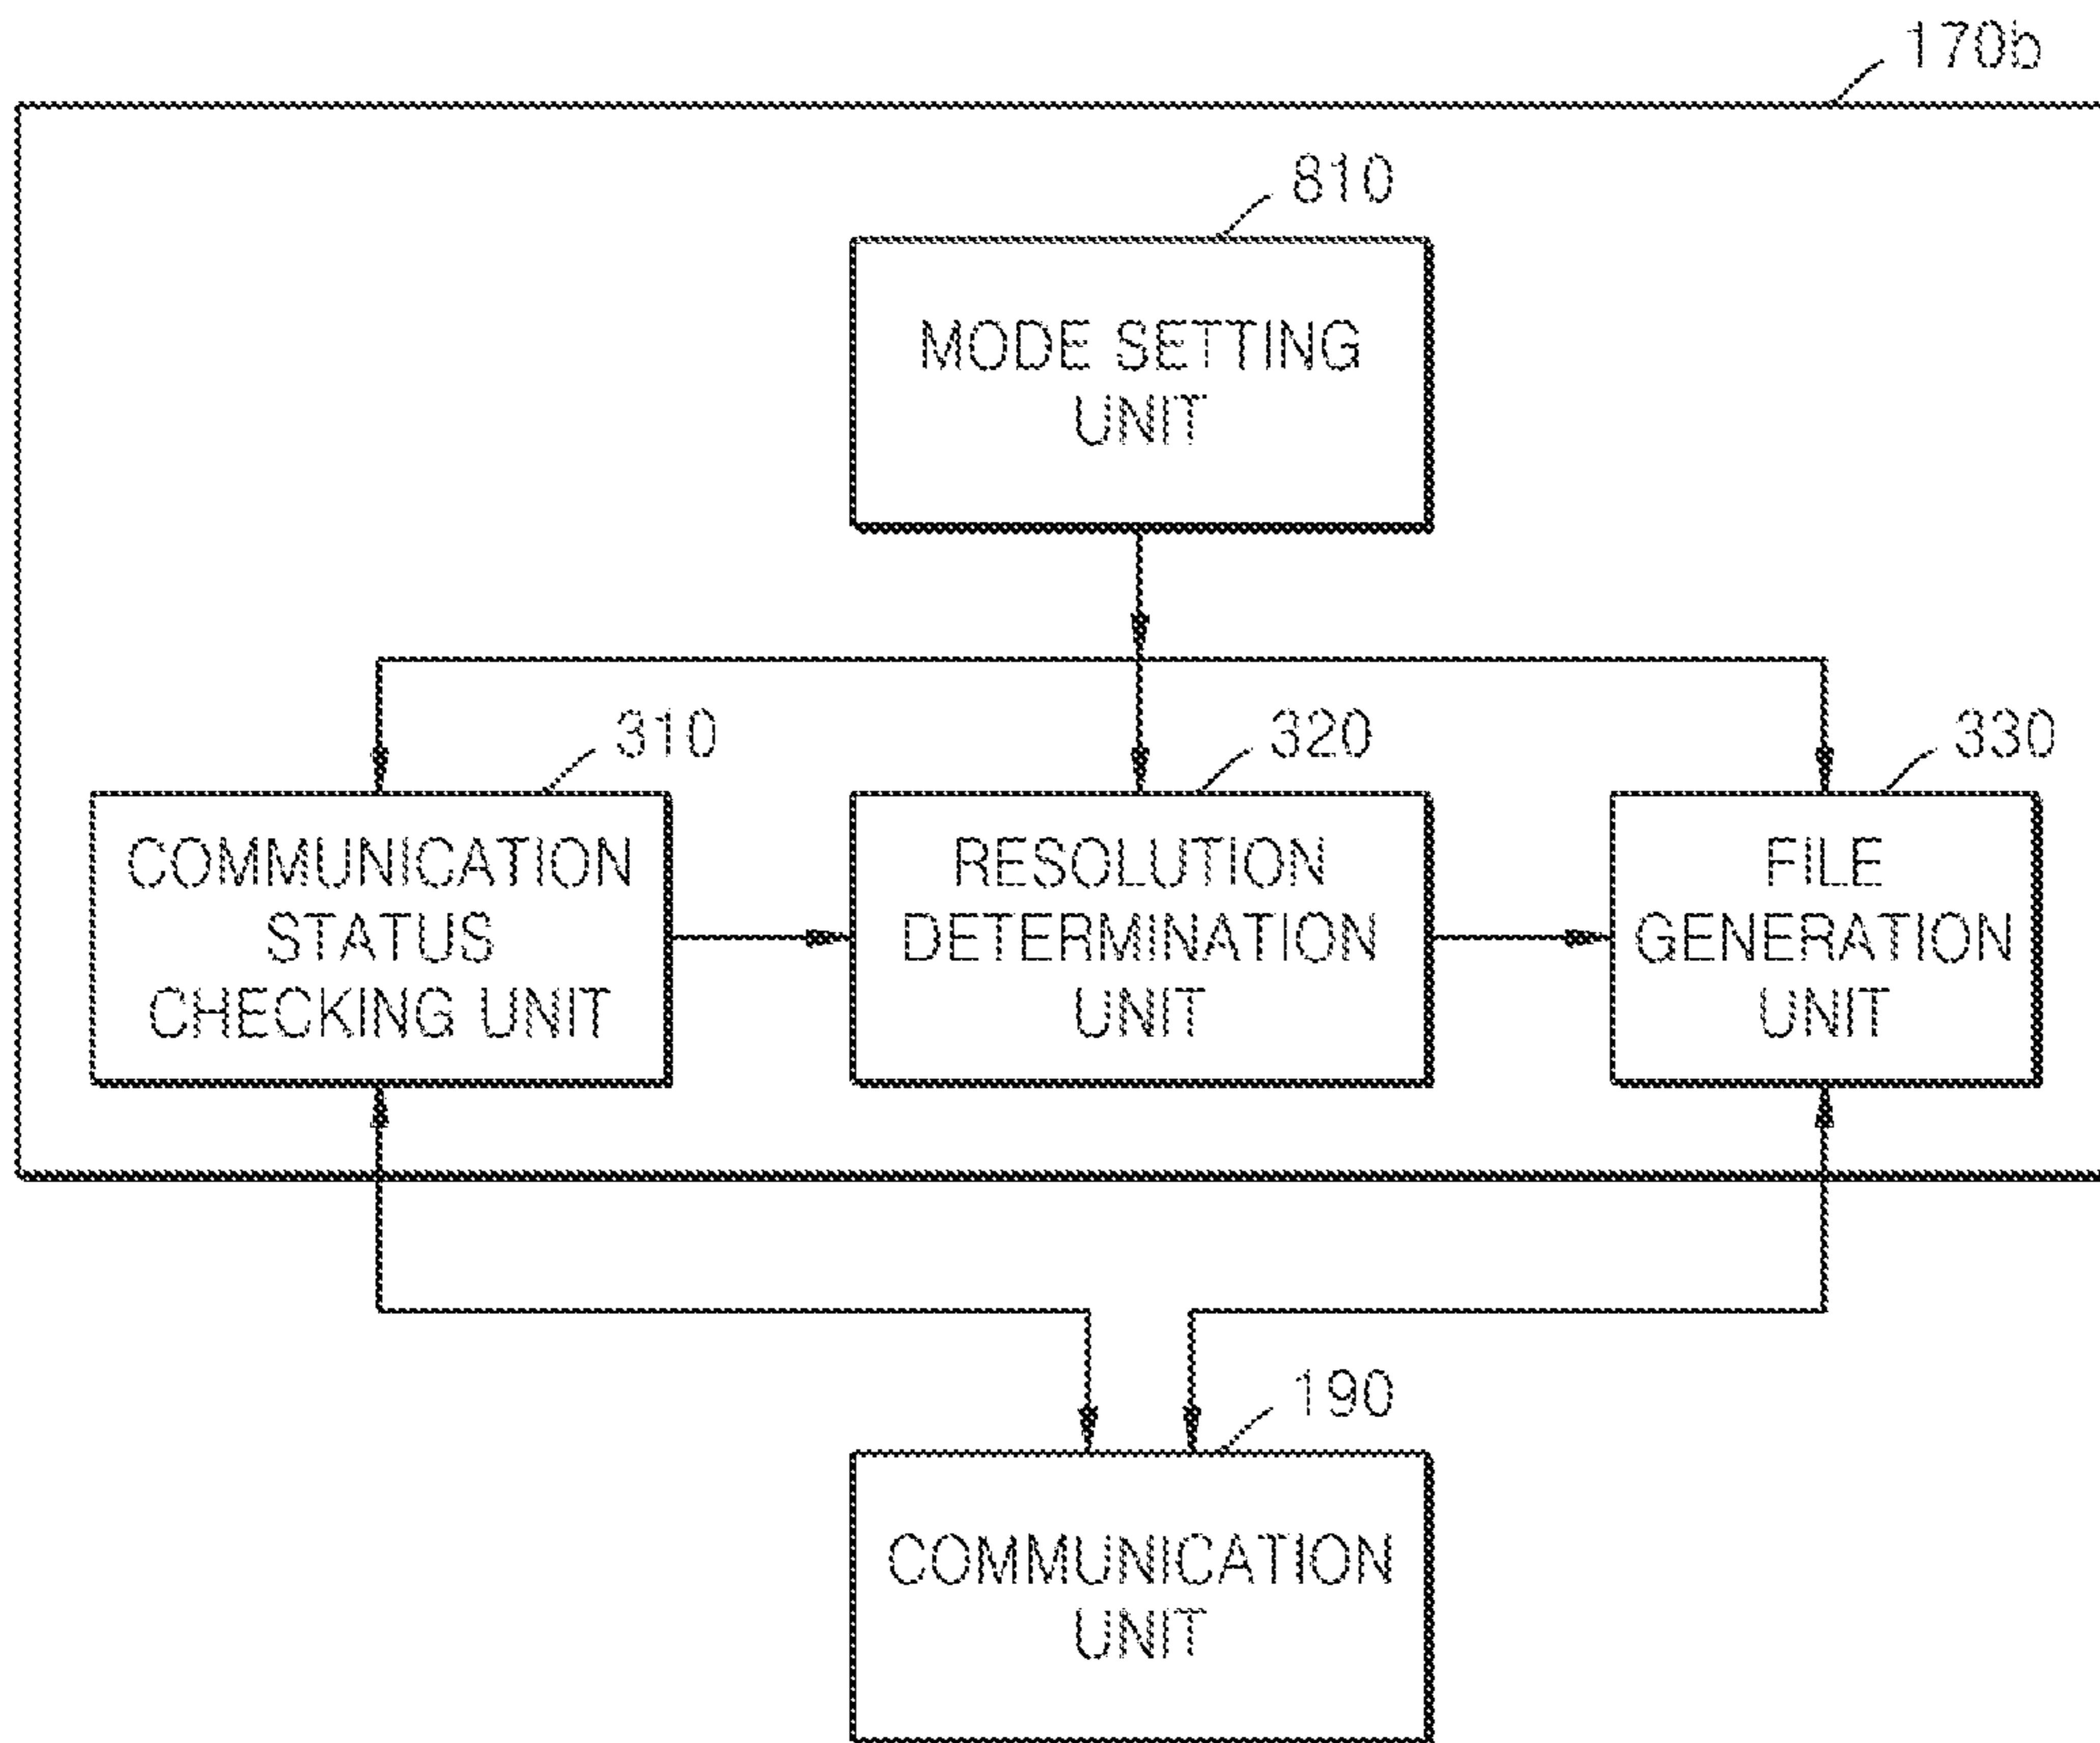 170b
810
MODE SETTING
UNIT
310
320
330
COMMUNICATION
STATUS
CHECKING UNIT
RESOLUTION
DETERMINATION
UNIT
FILE
GENERATION
UNIT
190
COMMUNICATION
UNIT